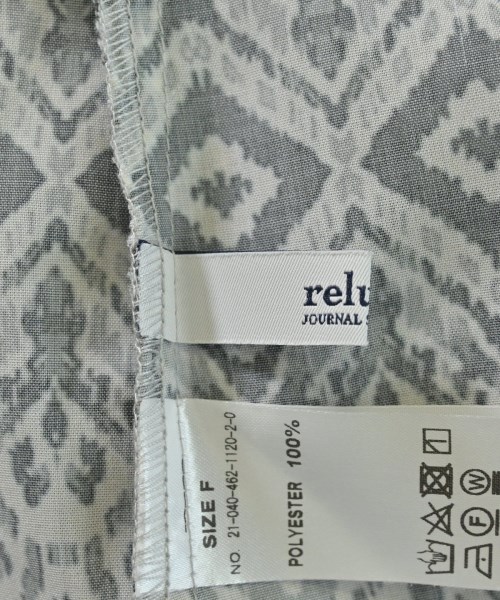 relu
JOURNAL S
SIZE F
NO. 21-040-462-1120-2-0
POLYESTER 100%
W
F